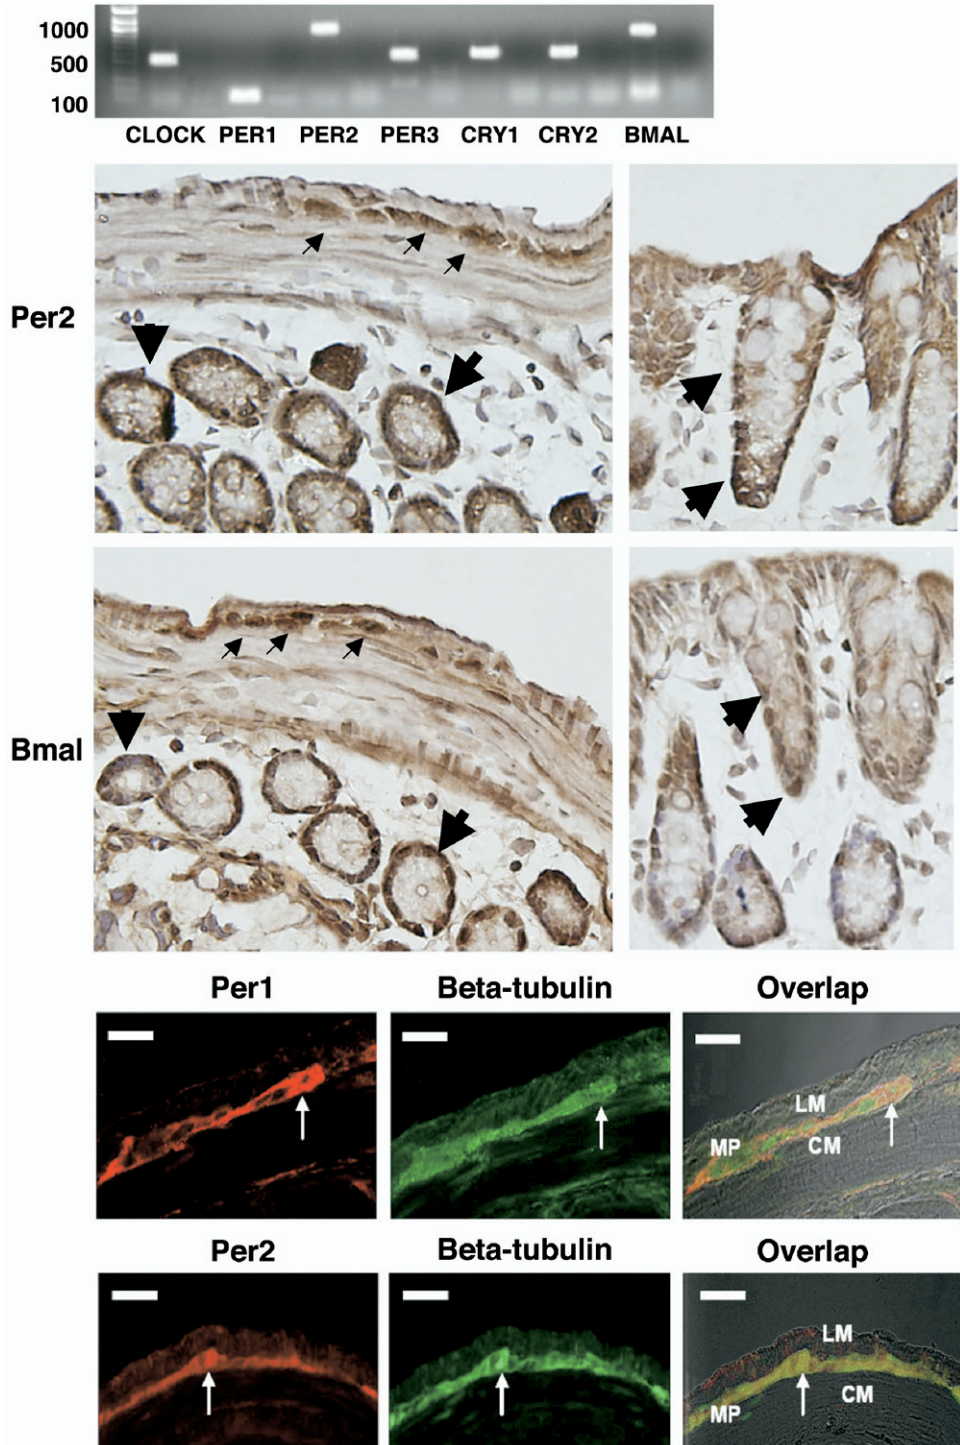 1000
500
100
CLOCK PER1 PER2 PER3 CRY1 CRY2 BMAL
Per2
Bmal
Per1 Beta-tubulin Overlap
LM
MP CM
Per2 Beta-tubulin Overlap
LM
CM
MP